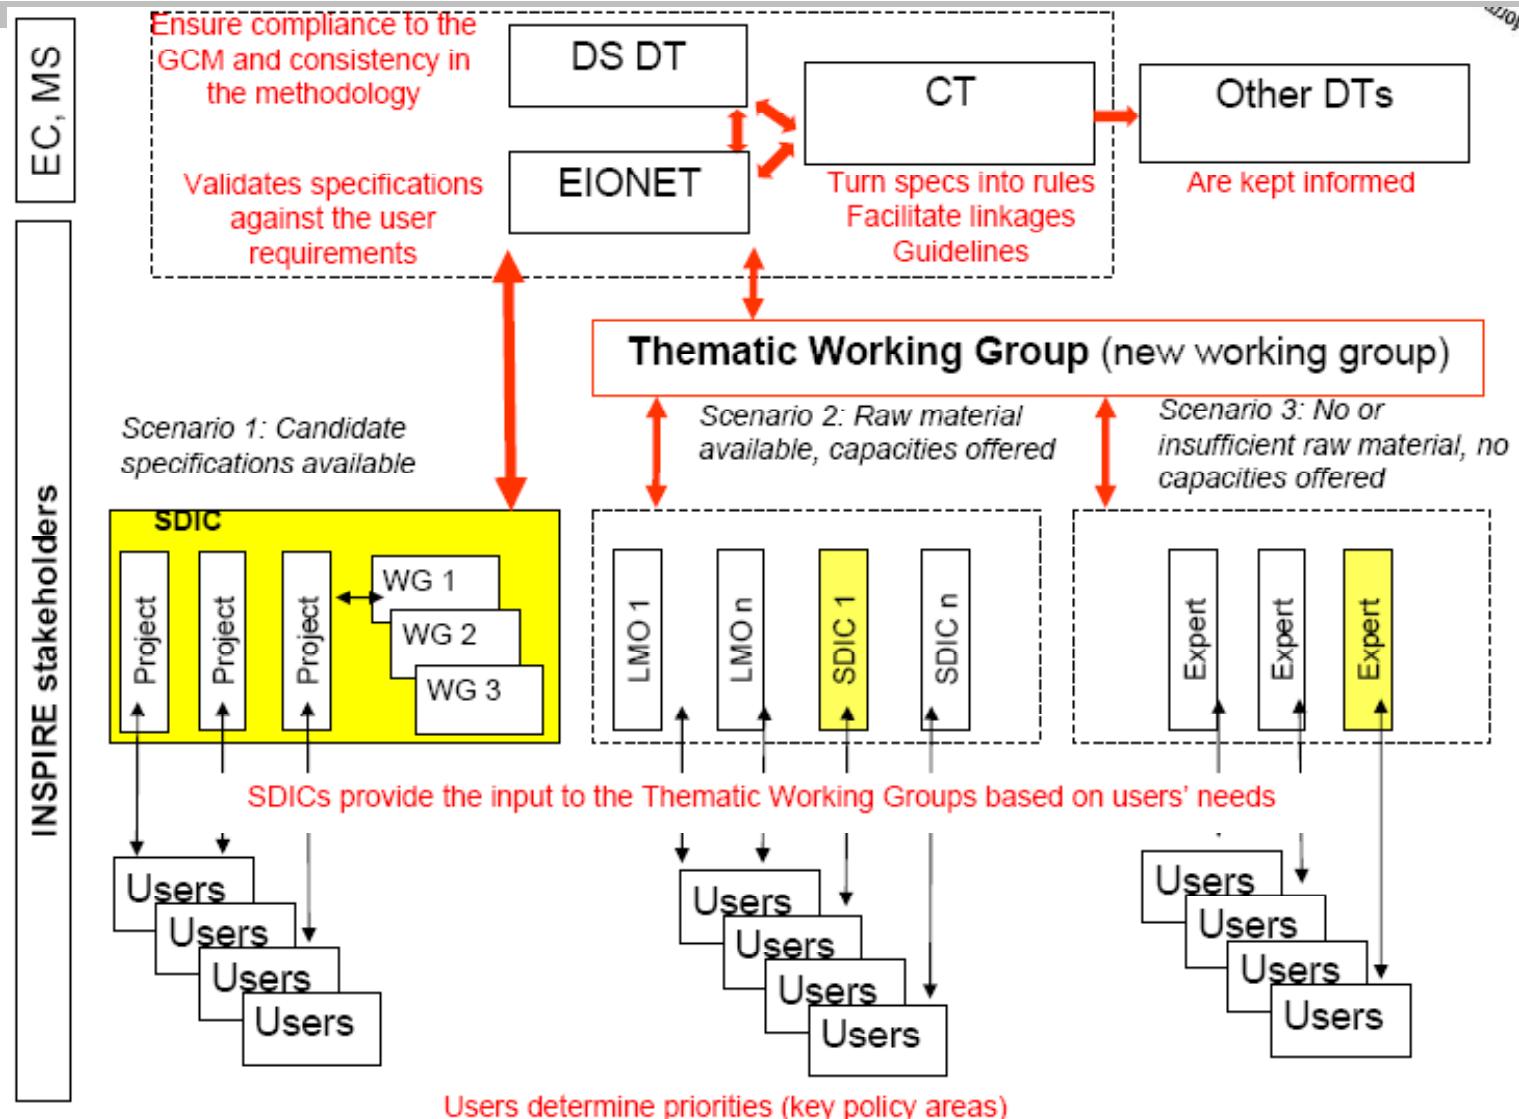 EC, MS
Ensure compliance to the
GCM and consistency in
the methodology
DS DT
CT
Other DTs
EIONET
Validates specifications
against the user
requirements
Turn specs into rules
Facilitate linkages
Guidelines
Are kept informed
Thematic Working Group (new working group)
INSPIRE stakeholders
Scenario 1: Candidate
specifications available
Scenario 2: Raw material
available, capacities offered
Scenario 3: No or
insufficient raw material, no
capacities offered
SDIC
Project
Project
Project
WG 1
WG 2
WG 3
LMO 1
LMO n
SDIC 1
SDIC n
Expert
Expert
Expert
SDICs provide the input to the Thematic Working Groups based on users' needs
Users
Users
Users
Users
Users
Users
Users
Users
Users
Users
Users
Users
Users determine priorities (key policy areas)